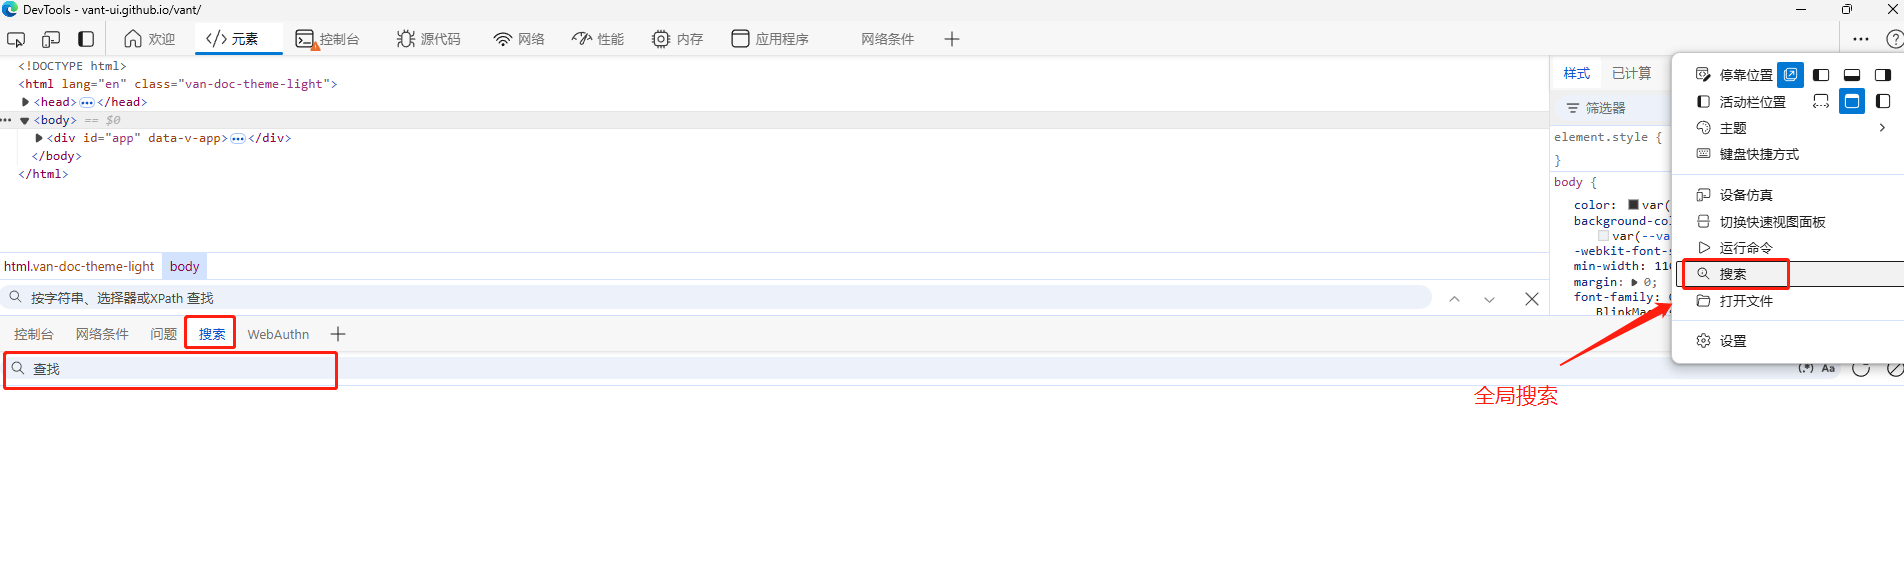 DevTools - vant-ui.github.io/vant/
欢迎 </> 元素 控制台 源代码 网络 性能 内存 应用程序 网络条件
<!DOCTYPE html>
<html lang="en" class="van-doc-theme-light">
<head>…</head>
<body> == $0
<div id="app" data-v-app>…</div>
</body>
</html>
html.van-doc-theme-light body
按字符串、选择器或XPath 查找
控制台 网络条件 问题 搜索 WebAuthn
查找
(.*) Aa
样式 已计算
筛选器
element.style {
}
body {
color: var(
background-col
var(--va
-webkit-font-s
min-width: 110
margin: 0;
font-family:
BlinkMac
停靠位置
活动栏位置
主题
键盘快捷方式
设备仿真
切换快速视图面板
运行命令
搜索
打开文件
设置
全局搜索